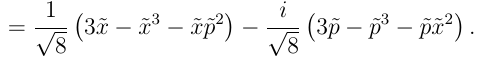 $= \frac{1}{\sqrt{8}} \left( 3\tilde{x} - \tilde{x}^3 - \tilde{x}\tilde{p}^2 \right) - \frac{i}{\sqrt{8}} \left( 3\tilde{p} - \tilde{p}^3 - \tilde{p}\tilde{x}^2 \right).$